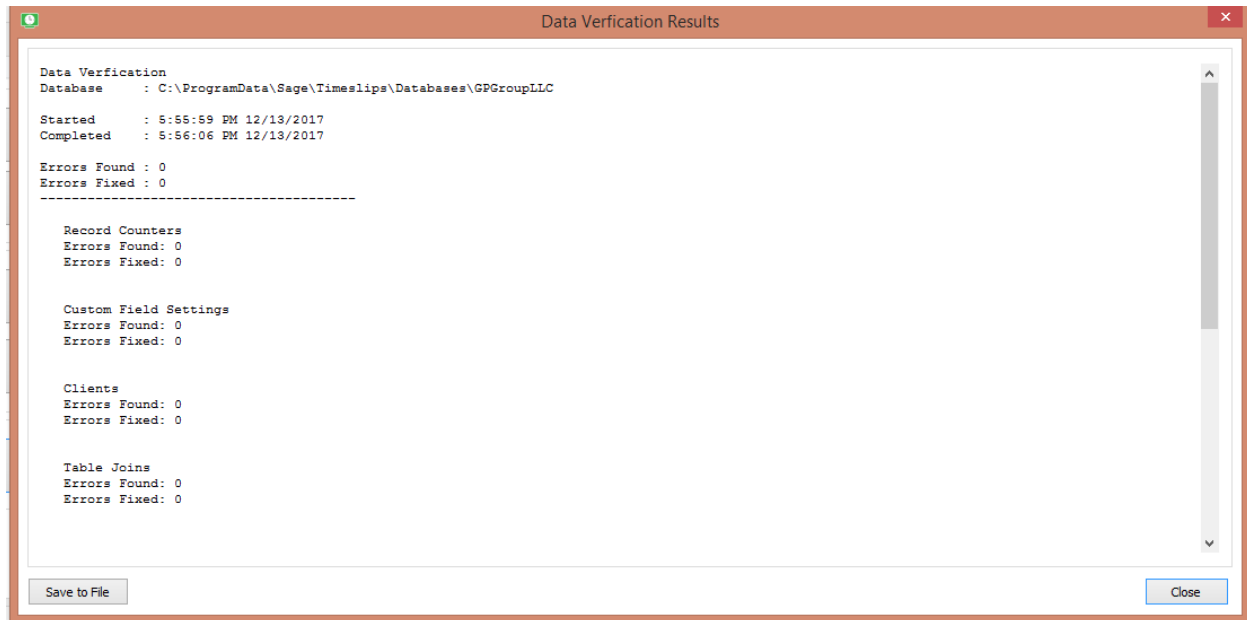 Data Verfication Results
Data Verfication
Database : C:\ProgramData\Sage\Timeslips\Databases\GPGroupLLC
Started : 5:55:59 PM 12/13/2017
Completed : 5:56:06 PM 12/13/2017
Errors Found : 0
Errors Fixed : 0
----------------------------------------
Record Counters
Errors Found: 0
Errors Fixed: 0
Custom Field Settings
Errors Found: 0
Errors Fixed: 0
Clients
Errors Found: 0
Errors Fixed: 0
Table Joins
Errors Found: 0
Errors Fixed: 0
Save to File
Close